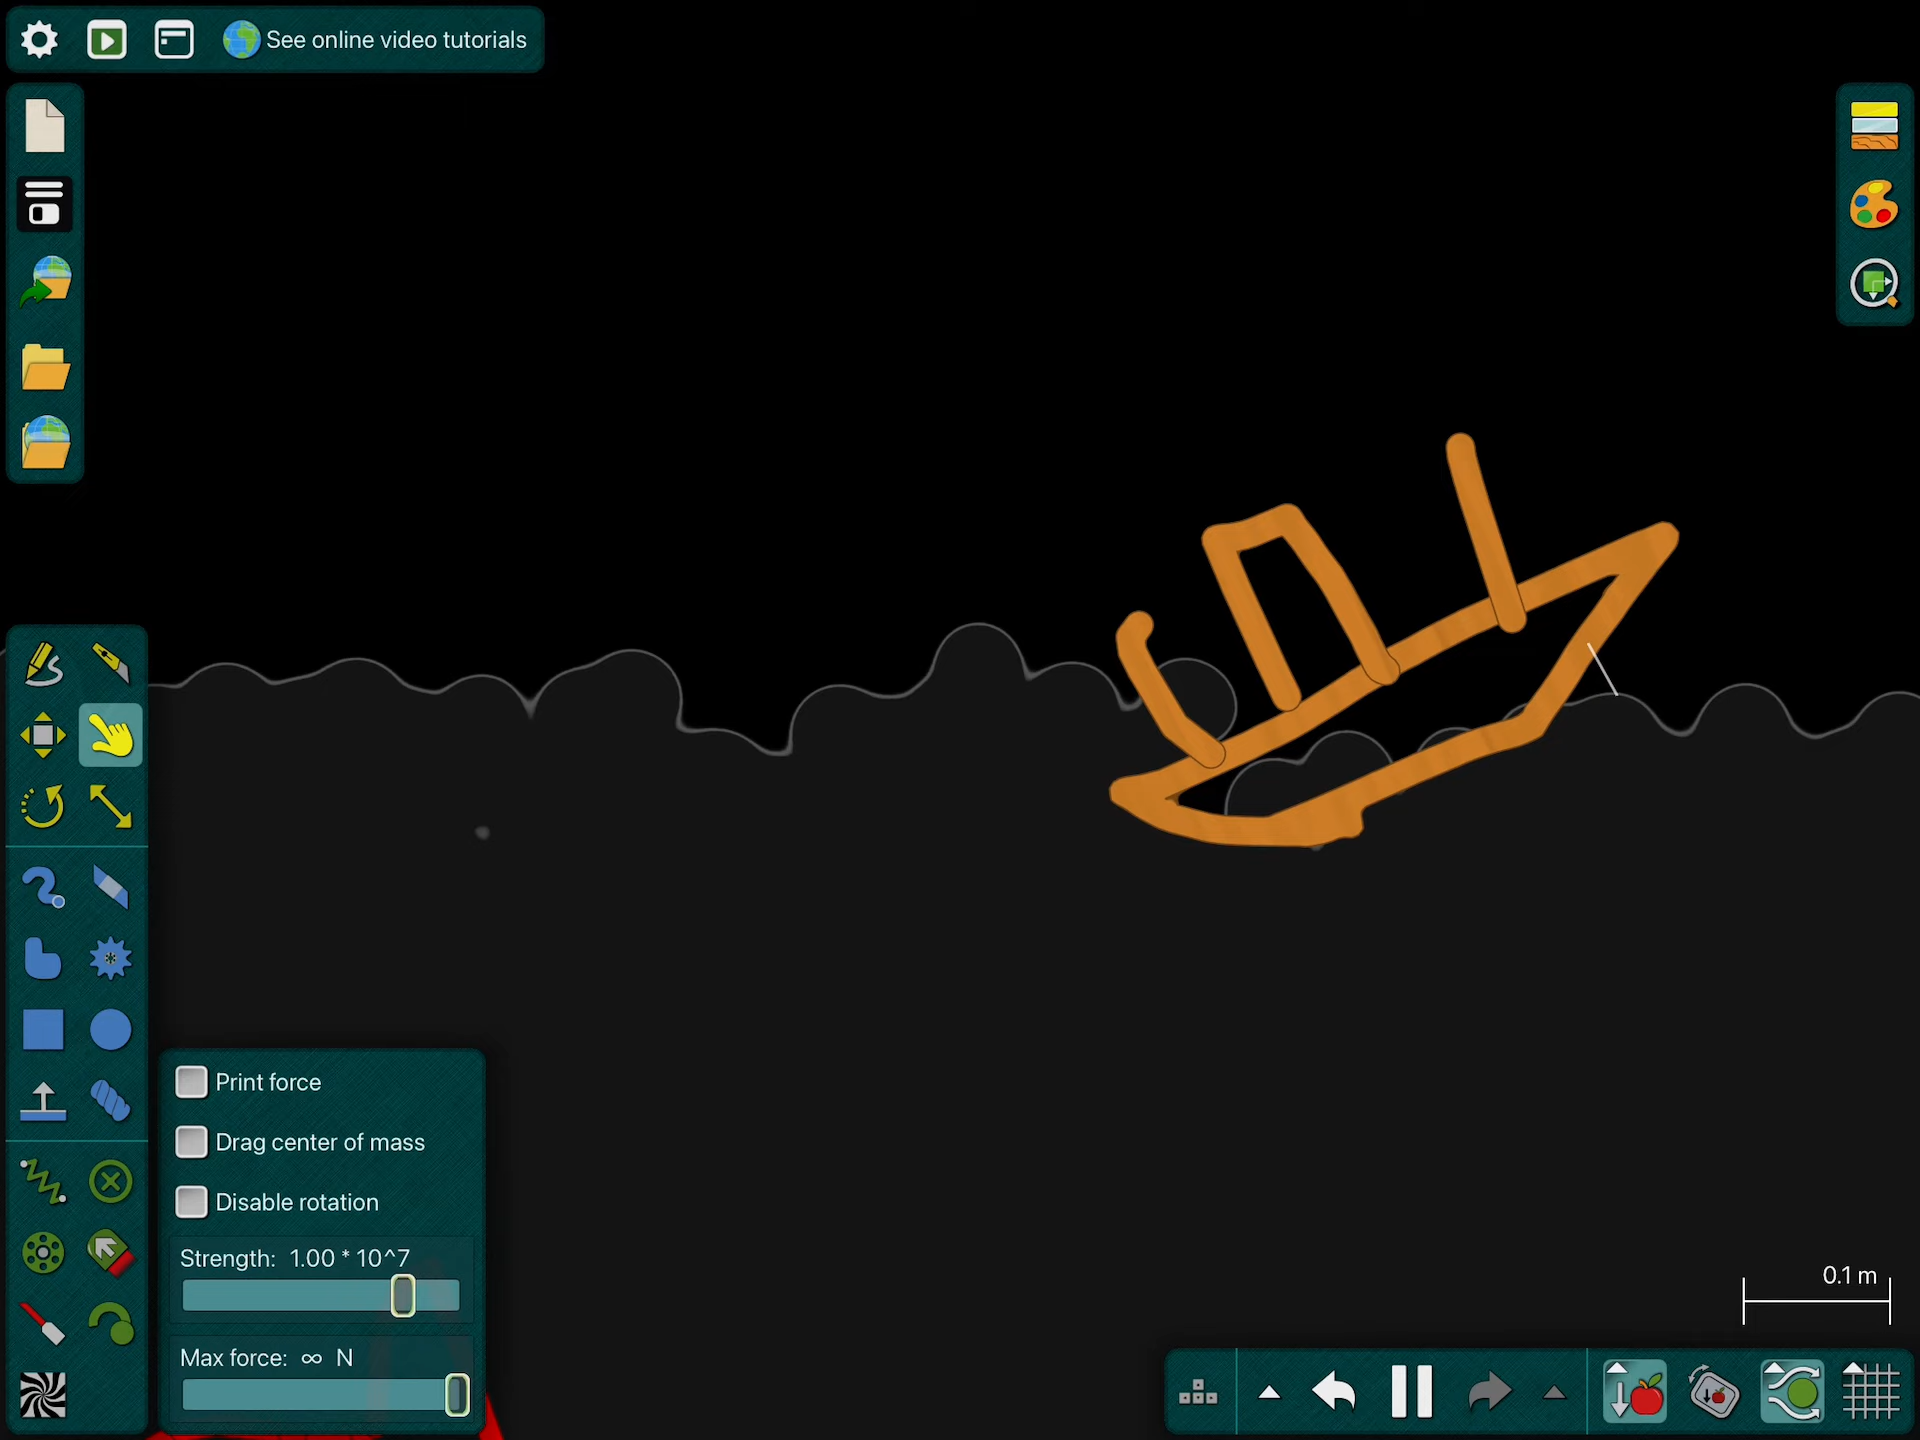 See online video tutorials
Print force
Drag center of mass
Disable rotation
Strength: 1.00 * 10^7
Max force: ∞ N
0.1 m